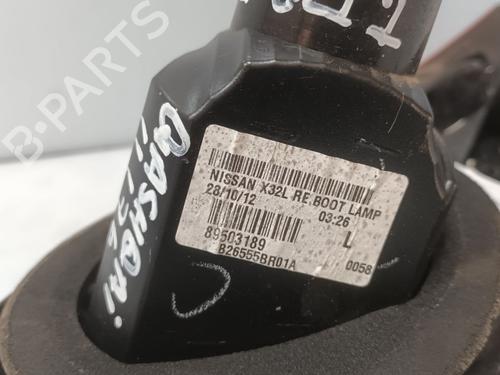 NISSAN X32L RE.BOOT LAMP
28/10/12 03:26
89503189 L
B26555BR01A 0058
QASHQAI
B-PARTS